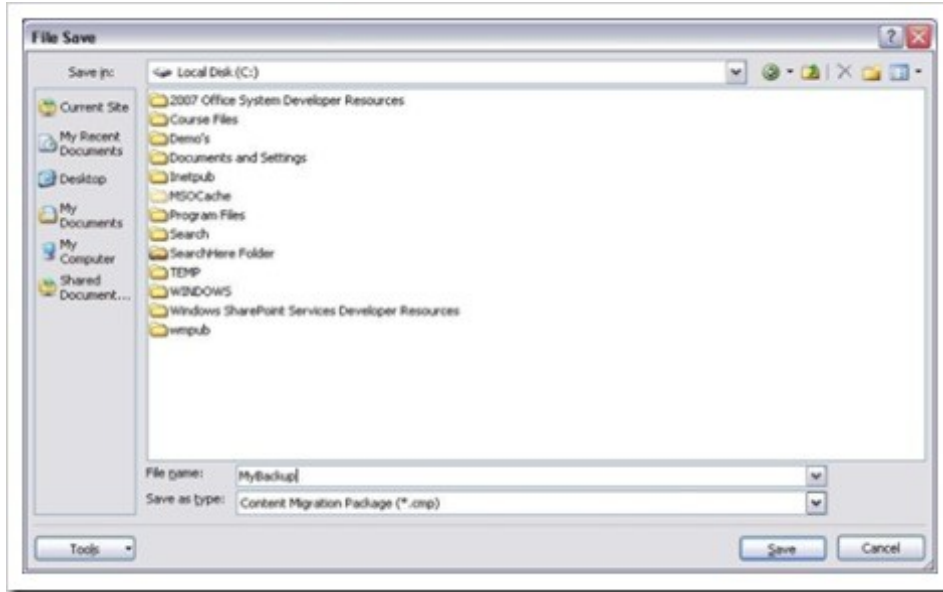 File Save
Save in:
Local Disk (C:)
Current Site
My Recent
Documents
Desktop
My
Documents
My
Computer
Shared
Document...
2007 Office System Developer Resources
Course Files
Demo's
Documents and Settings
Inetpub
MSOCache
Program Files
Search
SearchHere Folder
TEMP
WINDOWS
Windows SharePoint Services Developer Resources
wmpub
File name:
MyBackup
Save as type:
Content Migration Package (*.cmp)
Tools
Save
Cancel